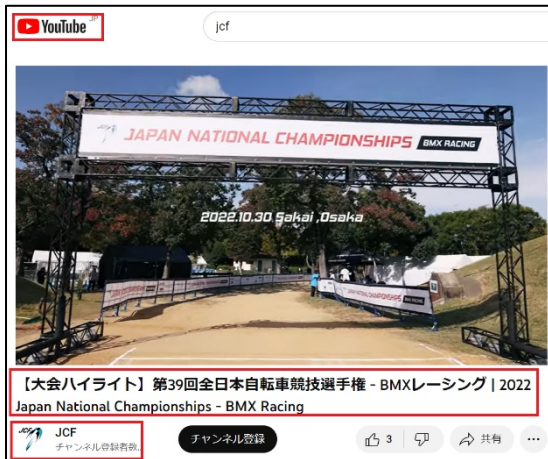 YouTube JP
jcf
JAPAN NATIONAL CHAMPIONSHIPS BMX RACING
2022.10.30 Sakai ,Osaka
JAPAN NATIONAL CHAMPIONSHIPS
【大会ハイライト】第39回全日本自転車競技選手権 - BMXレーシング | 2022
Japan National Championships - BMX Racing
JCF
チャンネル登録者数...
チャンネル登録
3
共有